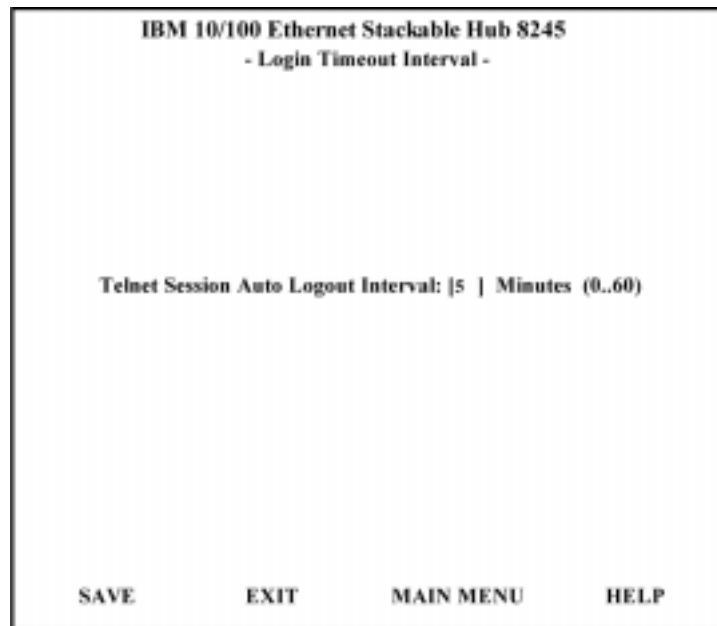 IBM 10/100 Ethernet Stackable Hub 8245
- Login Timeout Interval -
Telnet Session Auto Logout Interval: [5 ] Minutes (0..60)
SAVE EXIT MAIN MENU HELP